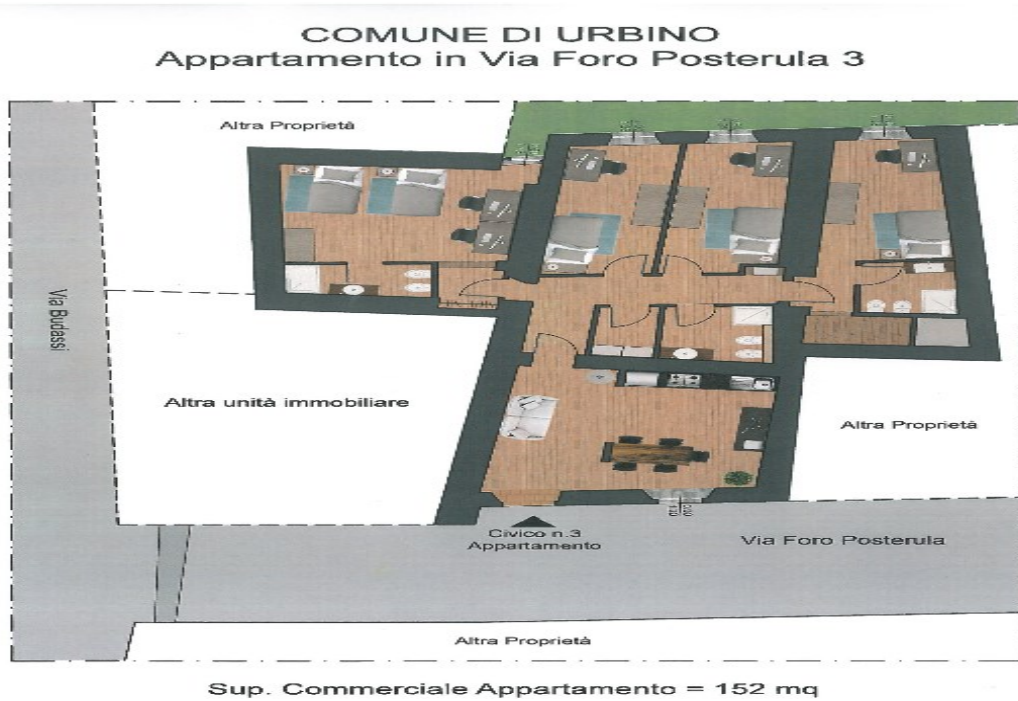 COMUNE DI URBINO
Appartamento in Via Foro Posterula 3
Altra Proprietà
Via Budassi
Altra unità immobiliare
Altra Proprietà
Civico n.3
Appartamento
Via Foro Posterula
Altra Proprietà
Sup. Commerciale Appartamento = 152 mq